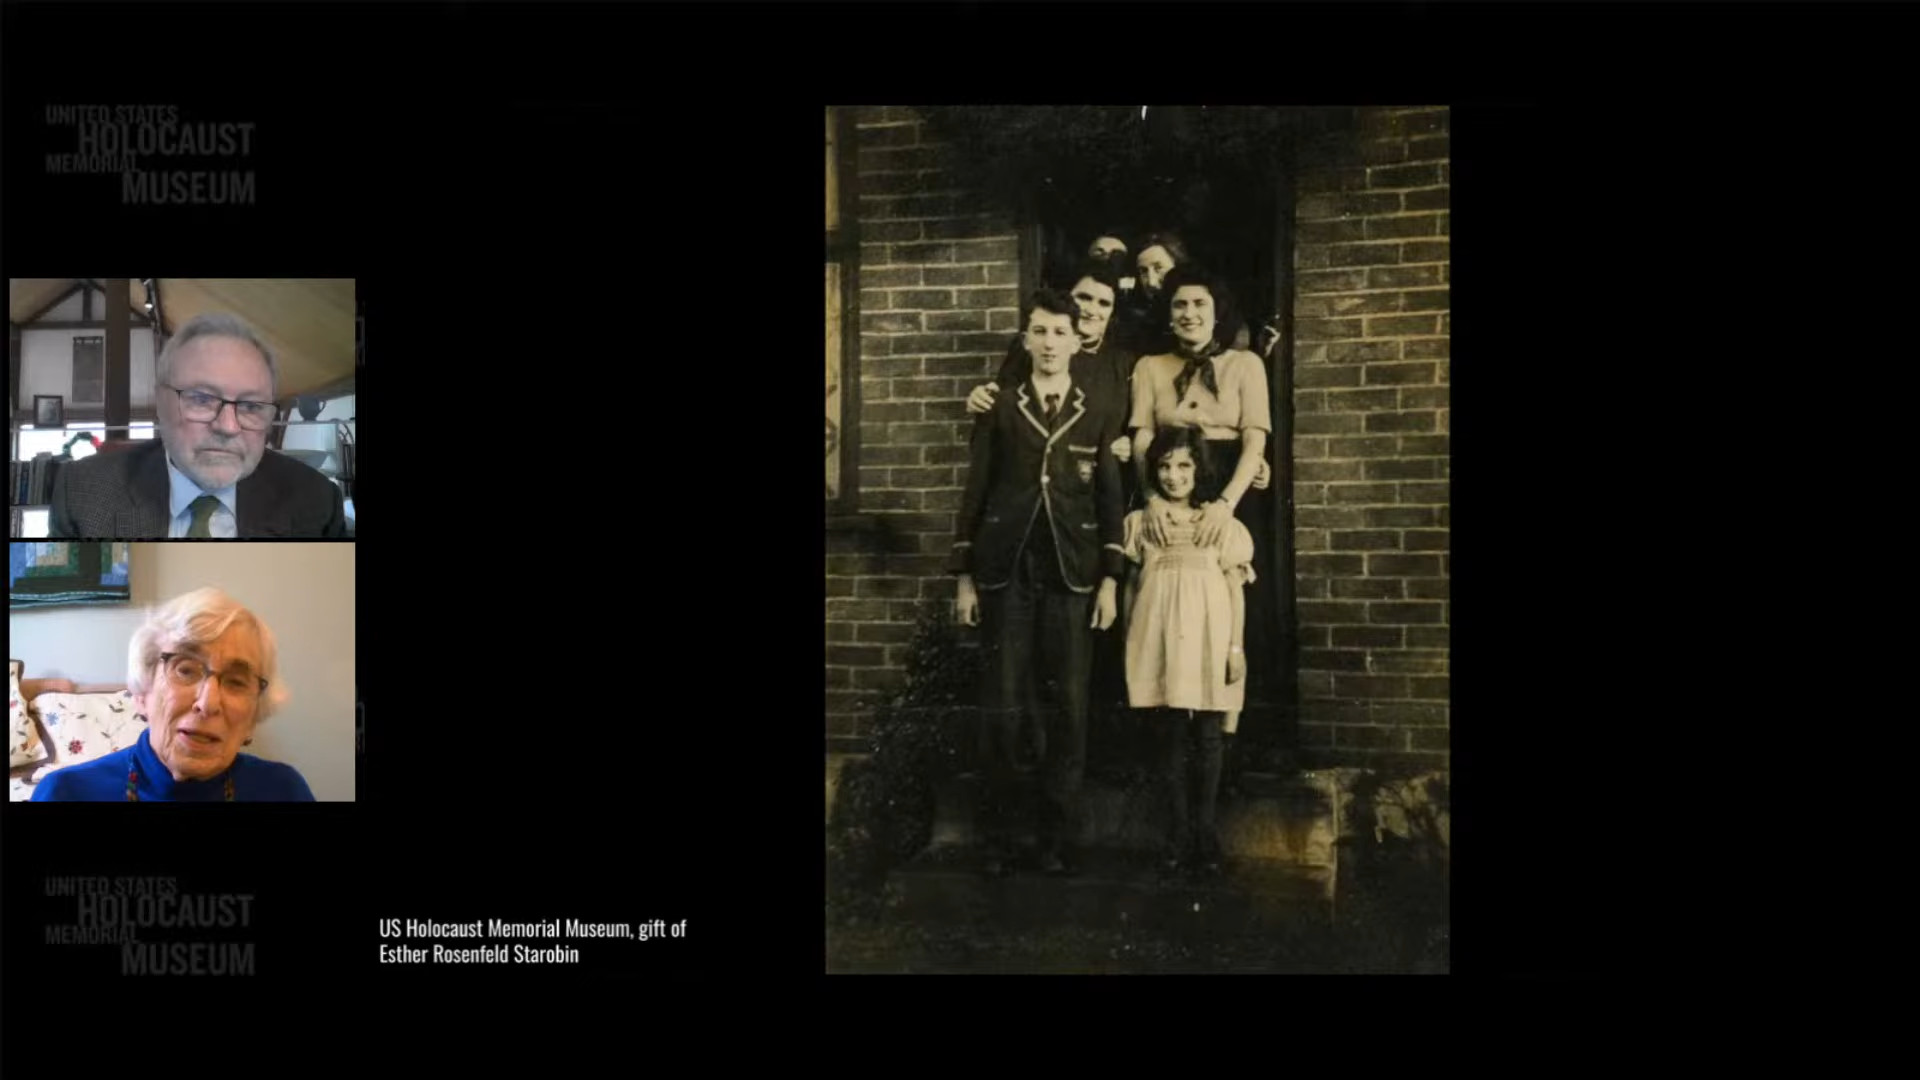 UNITED STATES
HOLOCAUST
MEMORIAL
MUSEUM
US Holocaust Memorial Museum, gift of
Esther Rosenfeld Starobin
UNITED STATES
HOLOCAUST
MEMORIAL
MUSEUM